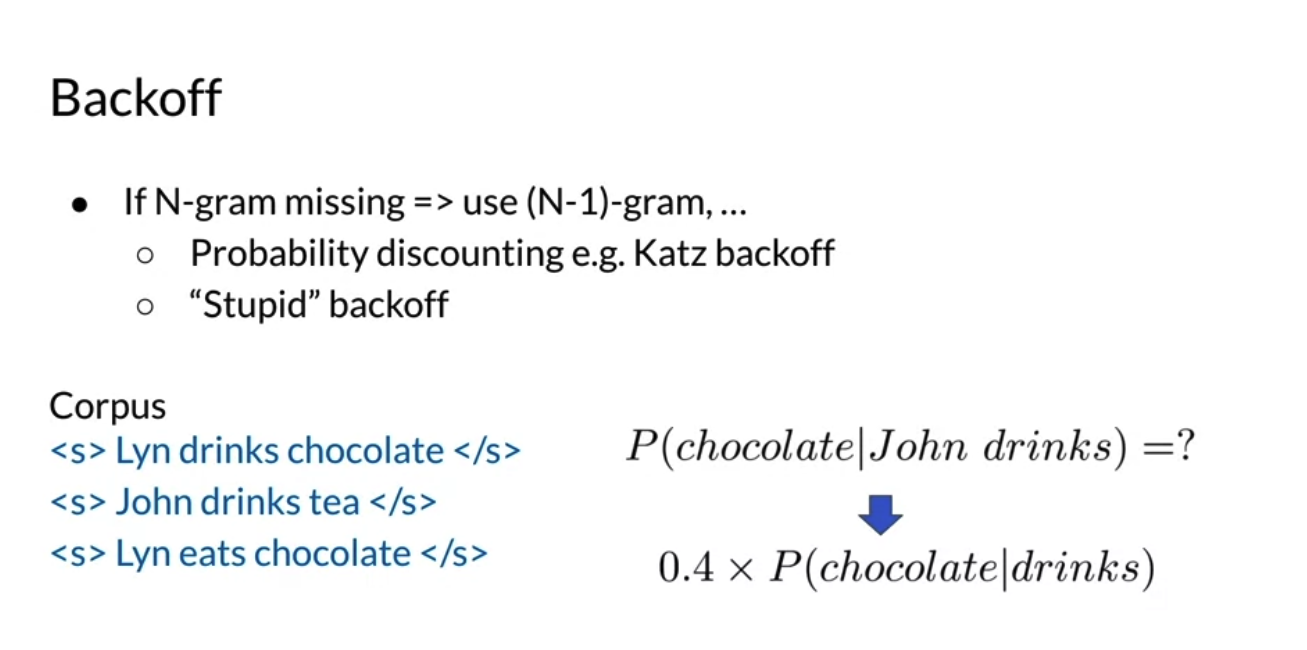 Backoff
● If N-gram missing => use (N-1)-gram, ...
○ Probability discounting e.g. Katz backoff
○ “Stupid” backoff
Corpus
<s> Lyn drinks chocolate </s>
<s> John drinks tea </s>
<s> Lyn eats chocolate </s>
P(chocolate|John drinks) =?
0.4 × P(chocolate|drinks)